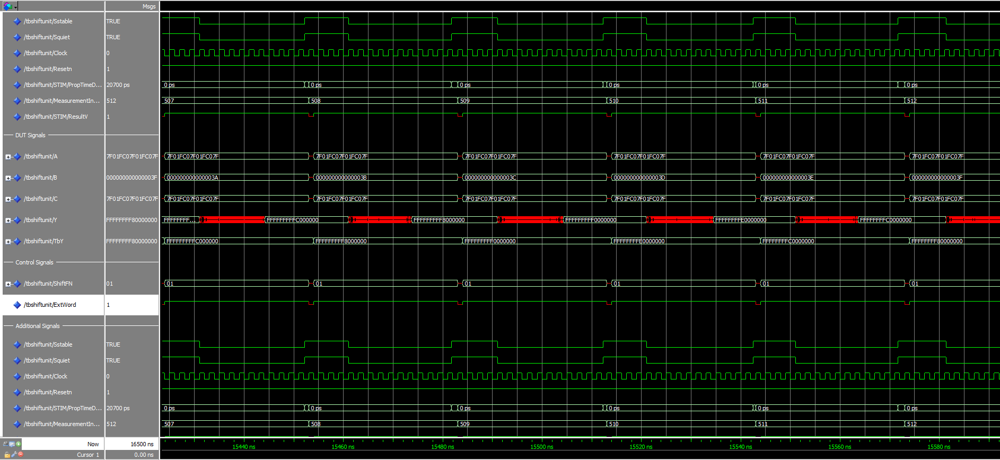 Msgs
/tbshiftunit/Sstable TRUE
/tbshiftunit/Squiet TRUE
/tbshiftunit/Clock 0
/tbshiftunit/Resetn 1
/tbshiftunit/STIM/PropTimeD... 20700 ps 0 ps 0 ps 0 ps 0 ps 0 ps 0 ps
/tbshiftunit/MeasurementIn... 512 507 508 509 510 511 512
/tbshiftunit/STIM/ResultV 1
DUT Signals
/tbshiftunit/A 7F01FC07F01FC07F 7F01FC07F01FC07F 7F01FC07F01FC07F 7F01FC07F01FC07F 7F01FC07F01FC07F 7F01FC07F01FC07F 7F01FC07F01FC07F
/tbshiftunit/B 000000000000003F 000000000000003A 000000000000003B 000000000000003C 000000000000003D 000000000000003E 000000000000003F
/tbshiftunit/C 7F01FC07F01FC07F 7F01FC07F01FC07F 7F01FC07F01FC07F 7F01FC07F01FC07F 7F01FC07F01FC07F 7F01FC07F01FC07F 7F01FC07F01FC07F
/tbshiftunit/Y FFFFFFFF80000000 FFFFFFFF... FFFFFFFFFC000000 FFFFFFFFF8000000 FFFFFFFFF0000000 FFFFFFFFE0000000 FFFFFFFFC0000000
/tbshiftunit/TbY FFFFFFFF80000000 FFFFFFFFFC000000 FFFFFFFFF8000000 FFFFFFFFF0000000 FFFFFFFFE0000000 FFFFFFFFC0000000 FFFFFFFF80000000
Control Signals
/tbshiftunit/ShiftFN 01 01 01 01 01 01 01
/tbshiftunit/ExtWord 1
Additional Signals
/tbshiftunit/Sstable TRUE
/tbshiftunit/Squiet TRUE
/tbshiftunit/Clock 0
/tbshiftunit/Resetn 1
/tbshiftunit/STIM/PropTimeD... 20700 ps 0 ps 0 ps 0 ps 0 ps 0 ps 0 ps
/tbshiftunit/MeasurementIn... 512 507 508 509 510 511 512
Now 16500 ns
15440 ns 15460 ns 15480 ns 15500 ns 15520 ns 15540 ns 15560 ns 15580 ns
Cursor 1 0.00 ns